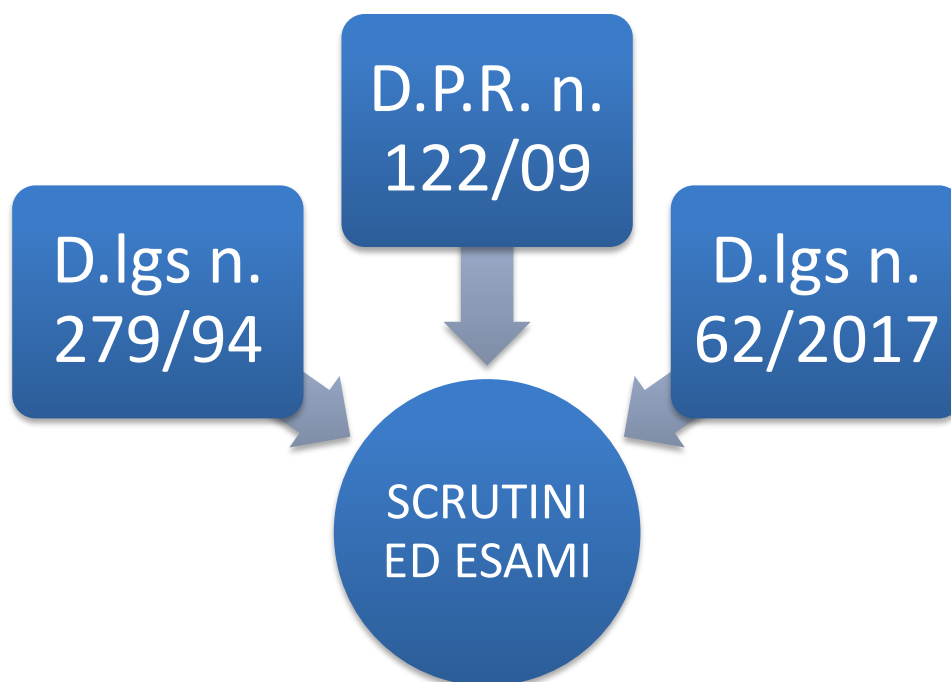 D.P.R. n.
122/09
D.lgs n.
279/94
D.lgs n.
62/2017
SCRUTINI
ED ESAMI